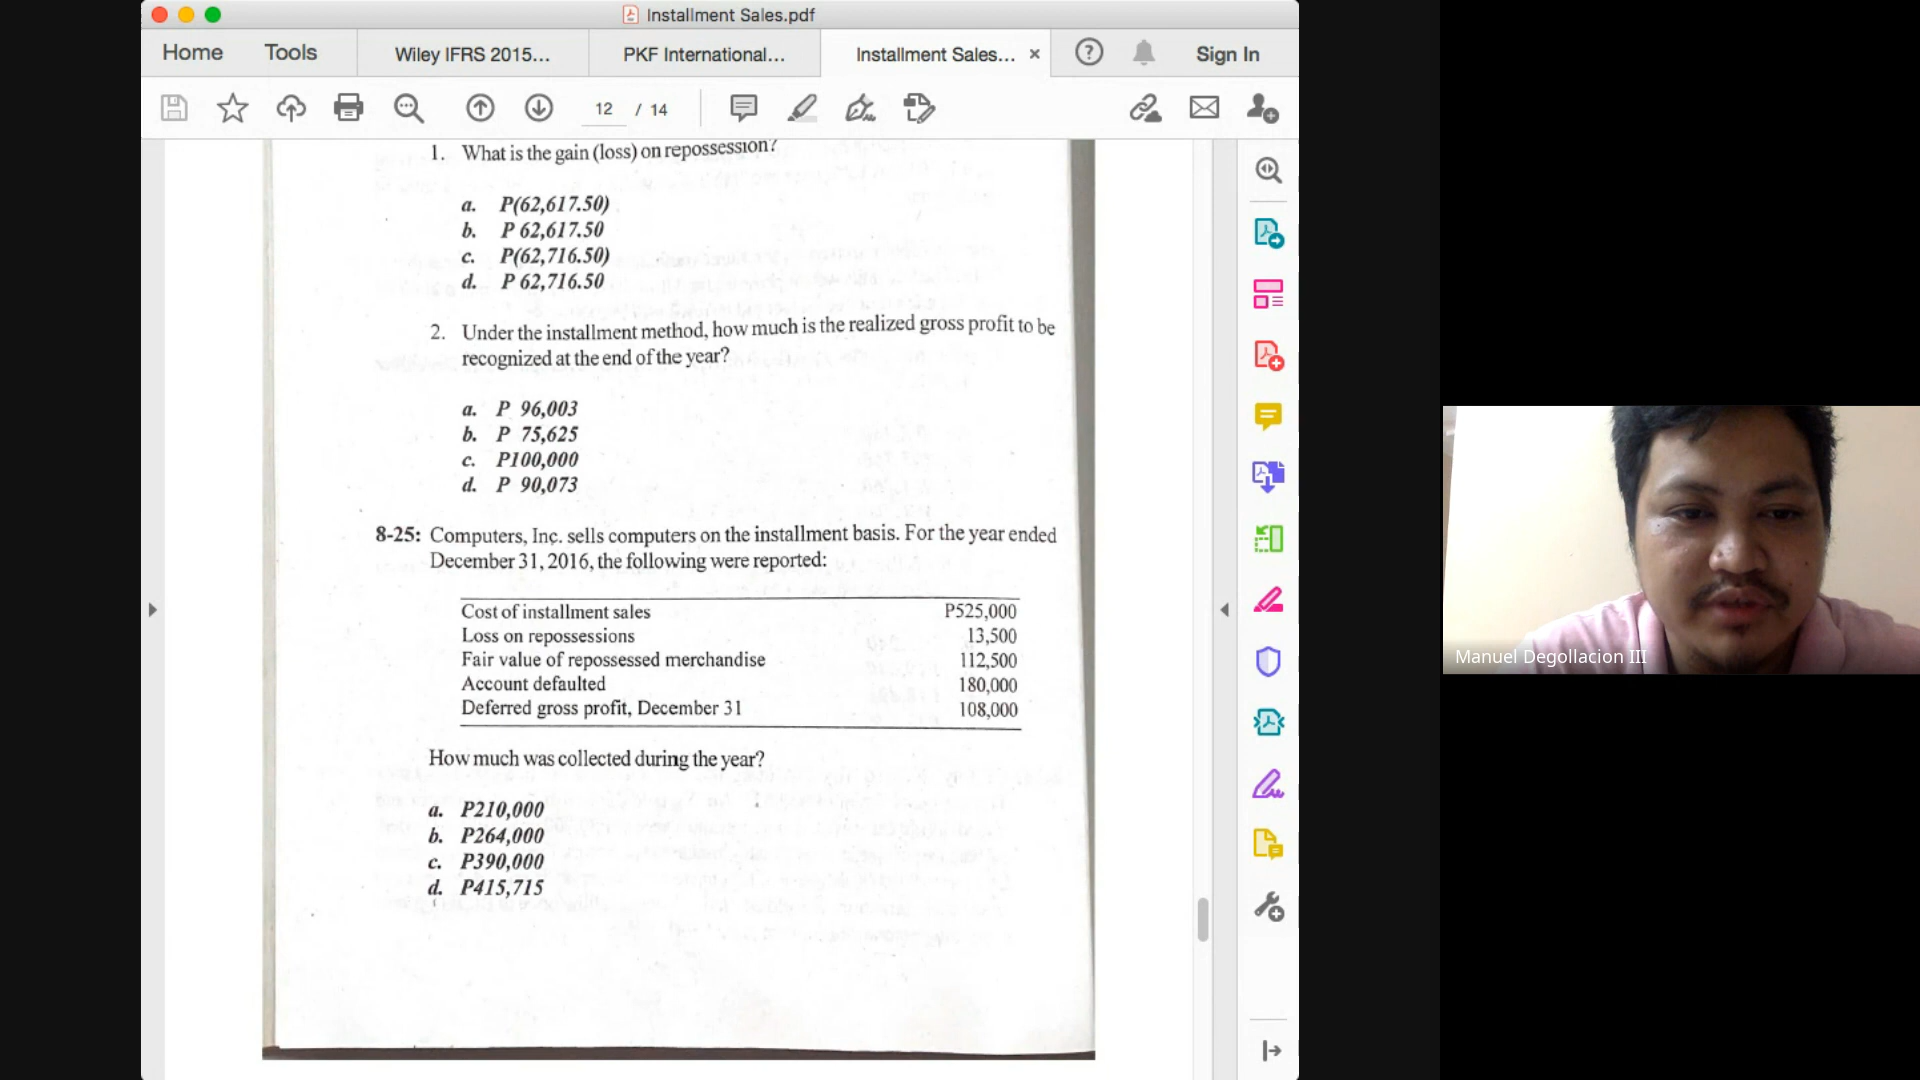 Installment Sales.pdf
Home
Tools
Wiley IFRS 2015...
PKF International...
Installment Sales... ×
Sign In
12 / 14
1. What is the gain (loss) on repossession?
a. P(62,617.50)
b. P 62,617.50
c. P(62,716.50)
d. P 62,716.50
2. Under the installment method, how much is the realized gross profit to be
recognized at the end of the year?
a. P 96,003
b. P 75,625
c. P100,000
d. P 90,073
8-25: Computers, Inc. sells computers on the installment basis. For the year ended
December 31, 2016, the following were reported:
Cost of installment sales P525,000
Loss on repossessions 13,500
Fair value of repossessed merchandise 112,500
Account defaulted 180,000
Deferred gross profit, December 31 108,000
How much was collected during the year?
a. P210,000
b. P264,000
c. P390,000
d. P415,715
Manuel Degollacion III